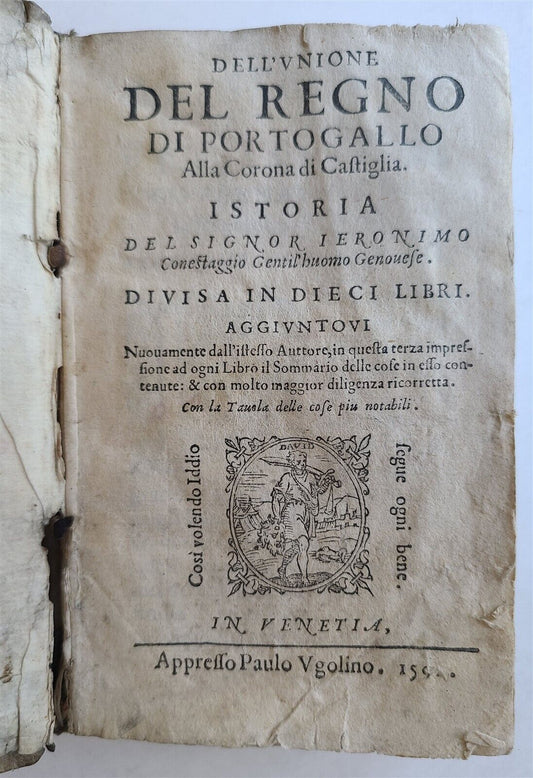 DELL'VNIONE
DEL REGNO
DI PORTOGALLO
Alla Corona di Caſtiglia.
ISTORIA
DEL SIGNOR IERONIMO
Coneſtaggio Gentil'huomo Genoueſe.
DIVISA IN DIECI LIBRI.
AGGIVNTOVI
Nuouamente dall'iſteſſo Auttore, in queſta terza impreſ-
ſione ad ogni Libro il Sommario delle coſe in eſſo con-
tenute: & con molto maggior diligenza ricorretta.
Con la Tauola delle coſe piu notabili.
Coſi volendo Iddio
DAVID
ſegue ogni bene.
IN VENETIA,
Appreſſo Paulo Vgolino.